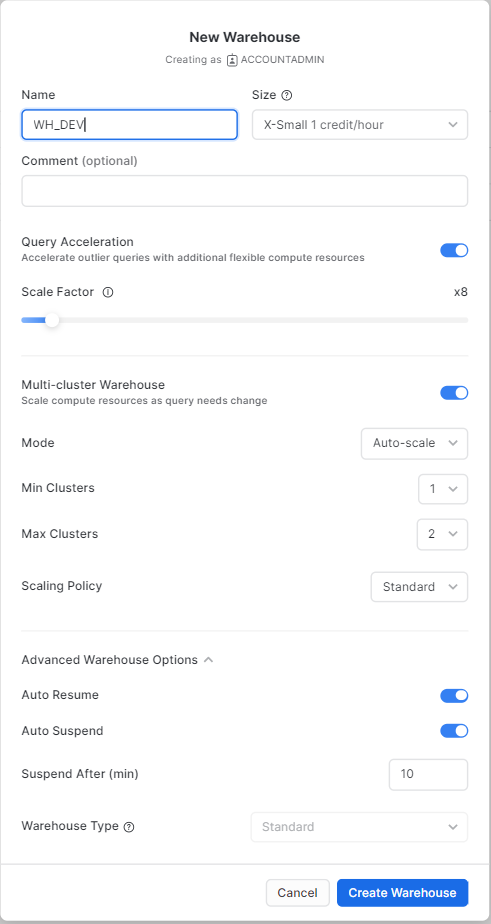 New Warehouse
Creating as ACCOUNTADMIN
Name
Size
WH_DEV
X-Small 1 credit/hour
Comment (optional)
Query Acceleration
Accelerate outlier queries with additional flexible compute resources
Scale Factor
x8
Multi-cluster Warehouse
Scale compute resources as query needs change
Mode
Auto-scale
Min Clusters
1
Max Clusters
2
Scaling Policy
Standard
Advanced Warehouse Options
Auto Resume
Auto Suspend
Suspend After (min)
10
Warehouse Type
Standard
Cancel
Create Warehouse